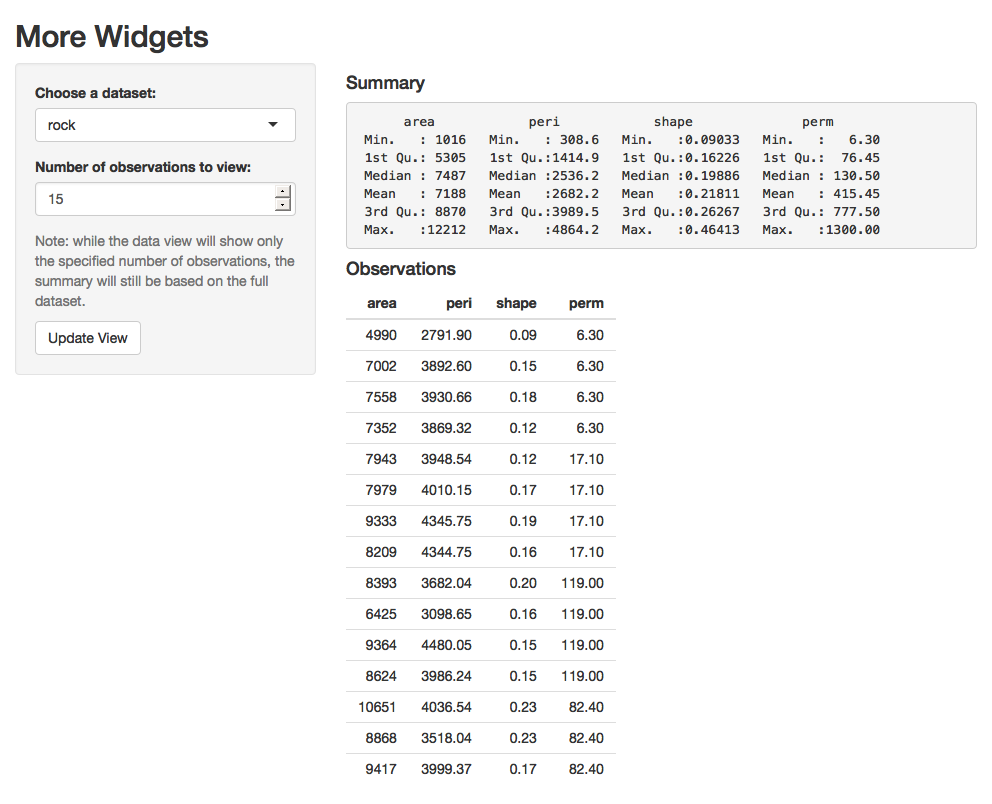 More Widgets
Choose a dataset:
rock
Number of observations to view:
15
Note: while the data view will show only
the specified number of observations, the
summary will still be based on the full
dataset.
Update View
Summary
area peri shape perm
Min. : 1016 Min. : 308.6 Min. :0.09033 Min. : 6.30
1st Qu.: 5305 1st Qu.:1414.9 1st Qu.:0.16226 1st Qu.: 76.45
Median : 7487 Median :2536.2 Median :0.19886 Median : 130.50
Mean : 7188 Mean :2682.2 Mean :0.21811 Mean : 415.45
3rd Qu.: 8870 3rd Qu.:3989.5 3rd Qu.:0.26267 3rd Qu.: 777.50
Max. :12212 Max. :4864.2 Max. :0.46413 Max. :1300.00
Observations
area peri shape perm
4990 2791.90 0.09 6.30
7002 3892.60 0.15 6.30
7558 3930.66 0.18 6.30
7352 3869.32 0.12 6.30
7943 3948.54 0.12 17.10
7979 4010.15 0.17 17.10
9333 4345.75 0.19 17.10
8209 4344.75 0.16 17.10
8393 3682.04 0.20 119.00
6425 3098.65 0.16 119.00
9364 4480.05 0.15 119.00
8624 3986.24 0.15 119.00
10651 4036.54 0.23 82.40
8868 3518.04 0.23 82.40
9417 3999.37 0.17 82.40